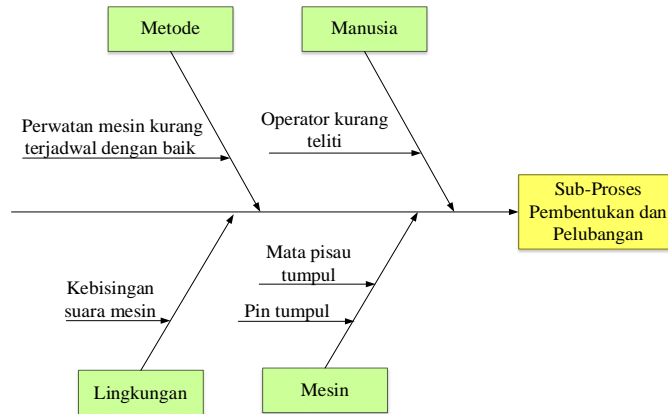 Metode
Manusia
Perwatan mesin kurang
terjadwal dengan baik
Operator kurang
teliti
Sub-Proses
Pembentukan dan
Pelubangan
Mata pisau
tumpul
Kebisingan
suara mesin
Pin tumpul
Lingkungan
Mesin